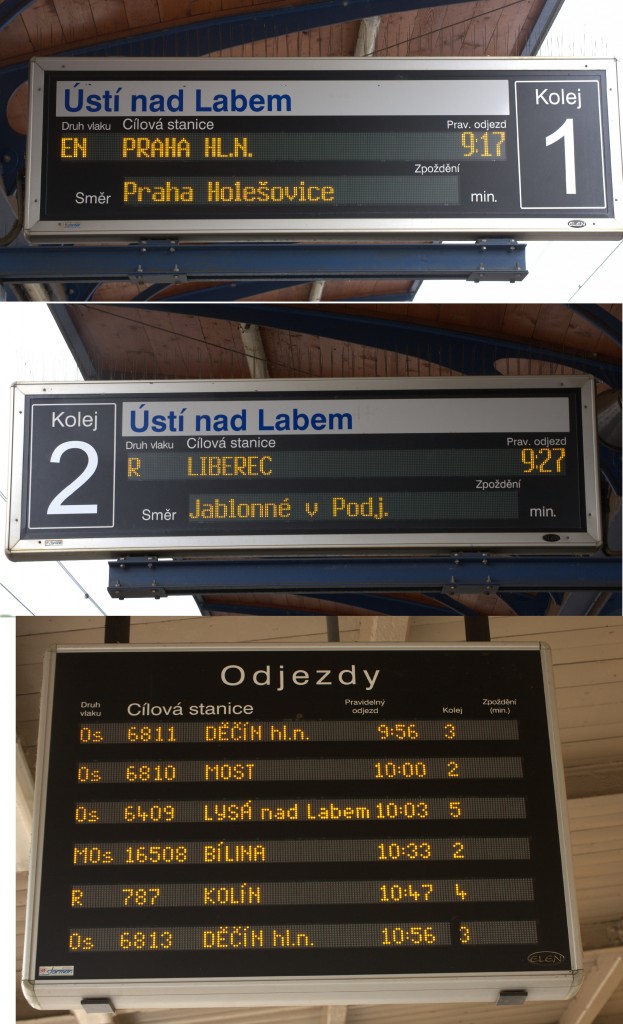 Ústí nad Labem
Kolej
1
Druh vlaku Cílová stanice Prav. odjezd
EN PRAHA HL.N. 9:17
Zpoždění
Směr Praha Holešovice min.
ELEN
Kolej
2
Ústí nad Labem
Druh vlaku Cílová stanice Prav. odjezd
R LIBEREC 9:27
Zpoždění
Směr Jablonné v Podj. min.
Odjezdy
Druh vlaku Cílová stanice Pravidelný odjezd Kolej Zpoždění (min.)
Os 6811 DĚČÍN hl.n. 9:56 3
Os 6810 MOST 10:00 2
Os 6409 LYSÁ nad Labem 10:03 5
MOs 16508 BÍLINA 10:33 2
R 787 KOLÍN 10:47 4
Os 6813 DĚČÍN hl.n. 10:56 3
ELEN